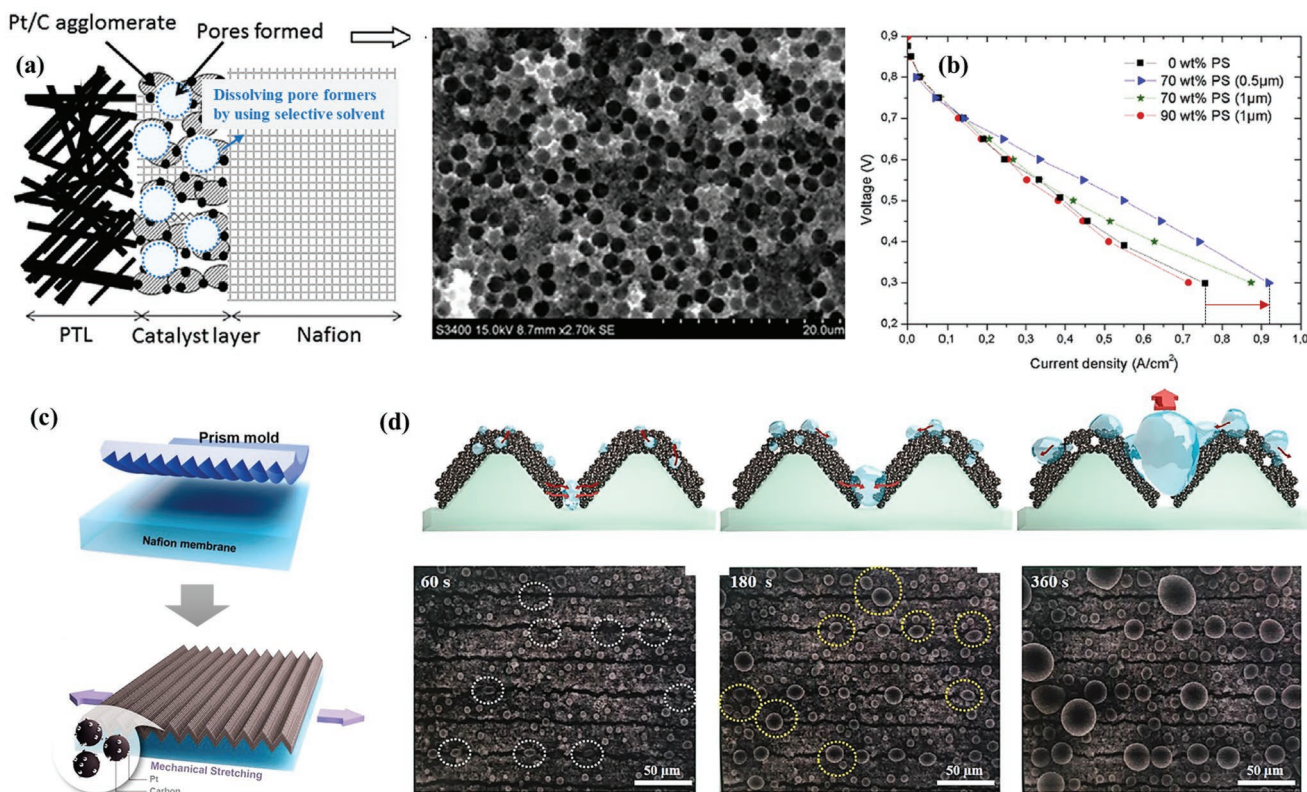 Pt/C agglomerate
Pores formed
(a)
Dissolving pore formers
by using selective solvent
PTL
Catalyst layer
Nafion
S3400 15.0kV 8.7mm x2.70k SE
20.0um
(b)
0 wt% PS
70 wt% PS (0.5µm)
70 wt% PS (1µm)
90 wt% PS (1µm)
Voltage (V)
0,9
0,8
0,7
0,6
0,5
0,4
0,3
0,2
0,0
0,1
0,2
0,3
0,4
0,5
0,6
0,7
0,8
0,9
1,0
Current density (A/cm²)
(c)
Prism mold
Nafion membrane
Mechanical Stretching
Pt
Carbon
(d)
60 s
50 µm
180 s
50 µm
360 s
50 µm